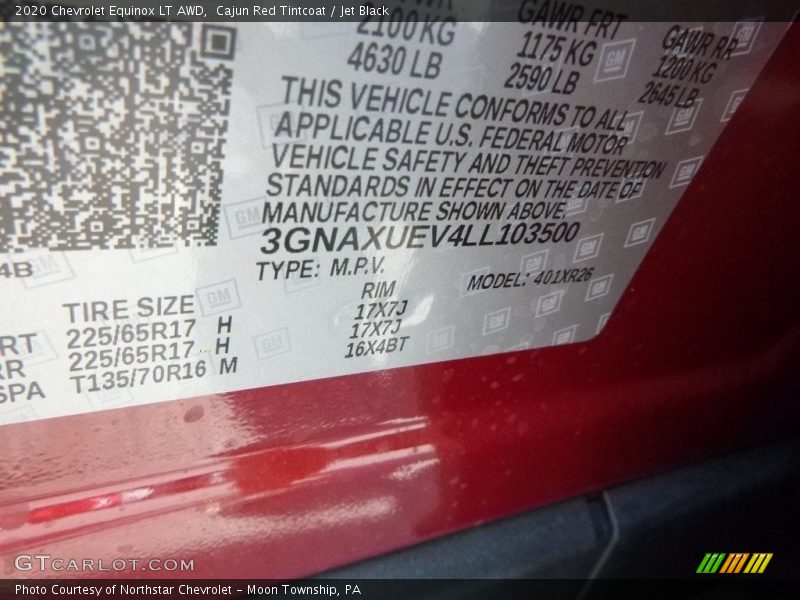 2020 Chevrolet Equinox LT AWD, Cajun Red Tintcoat / Jet Black
GAWR FRT
GAWR RR
2100 KG
1175 KG
1200 KG
4630 LB
2590 LB
2645 LB
THIS VEHICLE CONFORMS TO ALL
APPLICABLE U.S. FEDERAL MOTOR
VEHICLE SAFETY AND THEFT PREVENTION
STANDARDS IN EFFECT ON THE DATE OF
MANUFACTURE SHOWN ABOVE.
3GNAXUEV4LL103500
4B
TYPE: M.P.V.
MODEL: 401XR26
TIRE SIZE
RIM
RT 225/65R17 H 17X7J
RR 225/65R17 H 17X7J
SPA T135/70R16 M 16X4BT
GTCARLOT.COM
Photo Courtesy of Northstar Chevrolet - Moon Township, PA